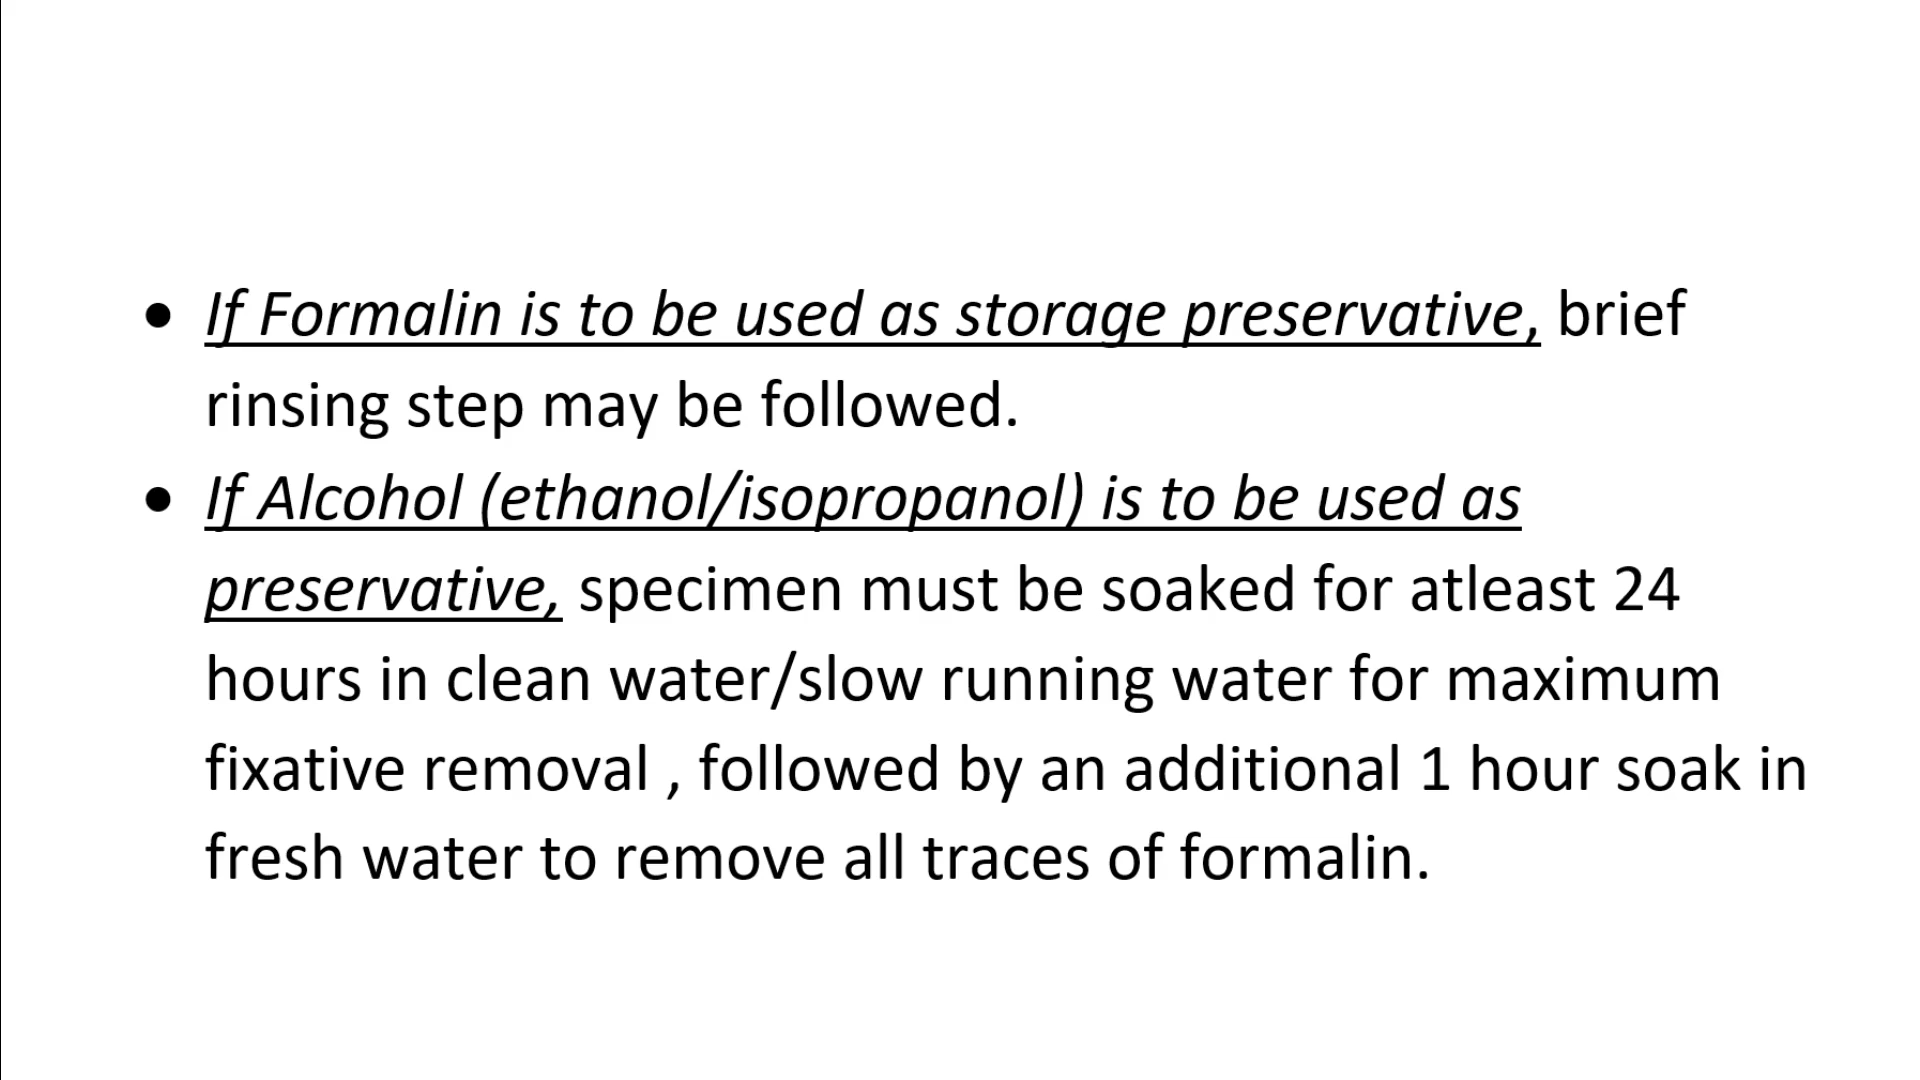 • If Formalin is to be used as storage preservative, brief
rinsing step may be followed.
• If Alcohol (ethanol/isopropanol) is to be used as
preservative, specimen must be soaked for atleast 24
hours in clean water/slow running water for maximum
fixative removal , followed by an additional 1 hour soak in
fresh water to remove all traces of formalin.